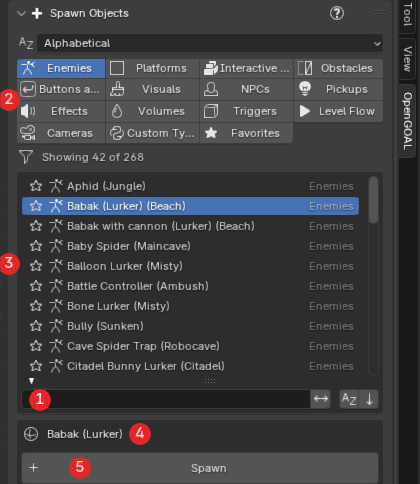 Spawn Objects
Alphabetical
Enemies Platforms Interactive ... Obstacles
Buttons a... Visuals NPCs Pickups
2
Effects Volumes Triggers Level Flow
Cameras Custom Ty... Favorites
Showing 42 of 268
Aphid (Jungle) Enemies
Babak (Lurker) (Beach) Enemies
Babak with cannon (Lurker) (Beach) Enemies
Baby Spider (Maincave) Enemies
3
Balloon Lurker (Misty) Enemies
Battle Controller (Ambush) Enemies
Bone Lurker (Misty) Enemies
Bully (Sunken) Enemies
Cave Spider Trap (Robocave) Enemies
Citadel Bunny Lurker (Citadel) Enemies
1
AZ
Babak (Lurker) 4
5 Spawn
Tool
View
OpenGOAL